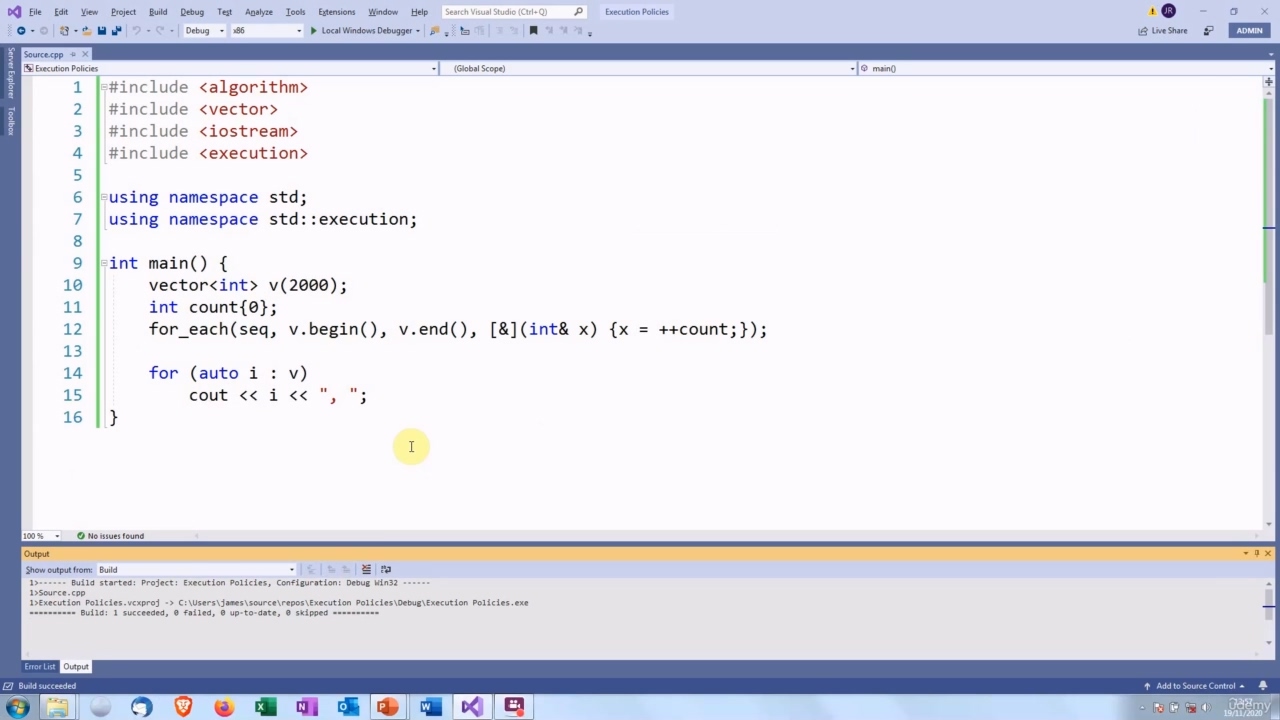 File Edit View Project Build Debug Test Analyze Tools Extensions Window Help Search Visual Studio (Ctrl+Q) Execution Policies JR
Debug x86 Local Windows Debugger Live Share ADMIN
Server Explorer
Toolbox
Source.cpp
Execution Policies (Global Scope) main()
1 #include <algorithm>
2 #include <vector>
3 #include <iostream>
4 #include <execution>
5
6 using namespace std;
7 using namespace std::execution;
8
9 int main() {
10 vector<int> v(2000);
11 int count{0};
12 for_each(seq, v.begin(), v.end(), [&](int& x) {x = ++count;});
13
14 for (auto i : v)
15 cout << i << ", ";
16 }
100 % No issues found
Output
Show output from: Build
1>------ Build started: Project: Execution Policies, Configuration: Debug Win32 ------
1>Source.cpp
1>Execution Policies.vcxproj -> C:\Users\james\source\repos\Execution Policies\Debug\Execution Policies.exe
========== Build: 1 succeeded, 0 failed, 0 up-to-date, 0 skipped ==========
Error List Output
Build succeeded Add to Source Control
19/11/2020
Udemy